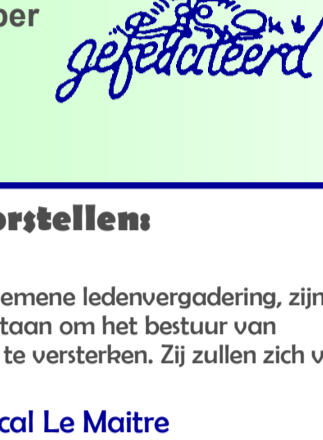 ber
gefeliciteerd
orstellen:
emene ledenvergadering, zijn
taan om het bestuur van
te versterken. Zij zullen zich v
cal Le Maitre